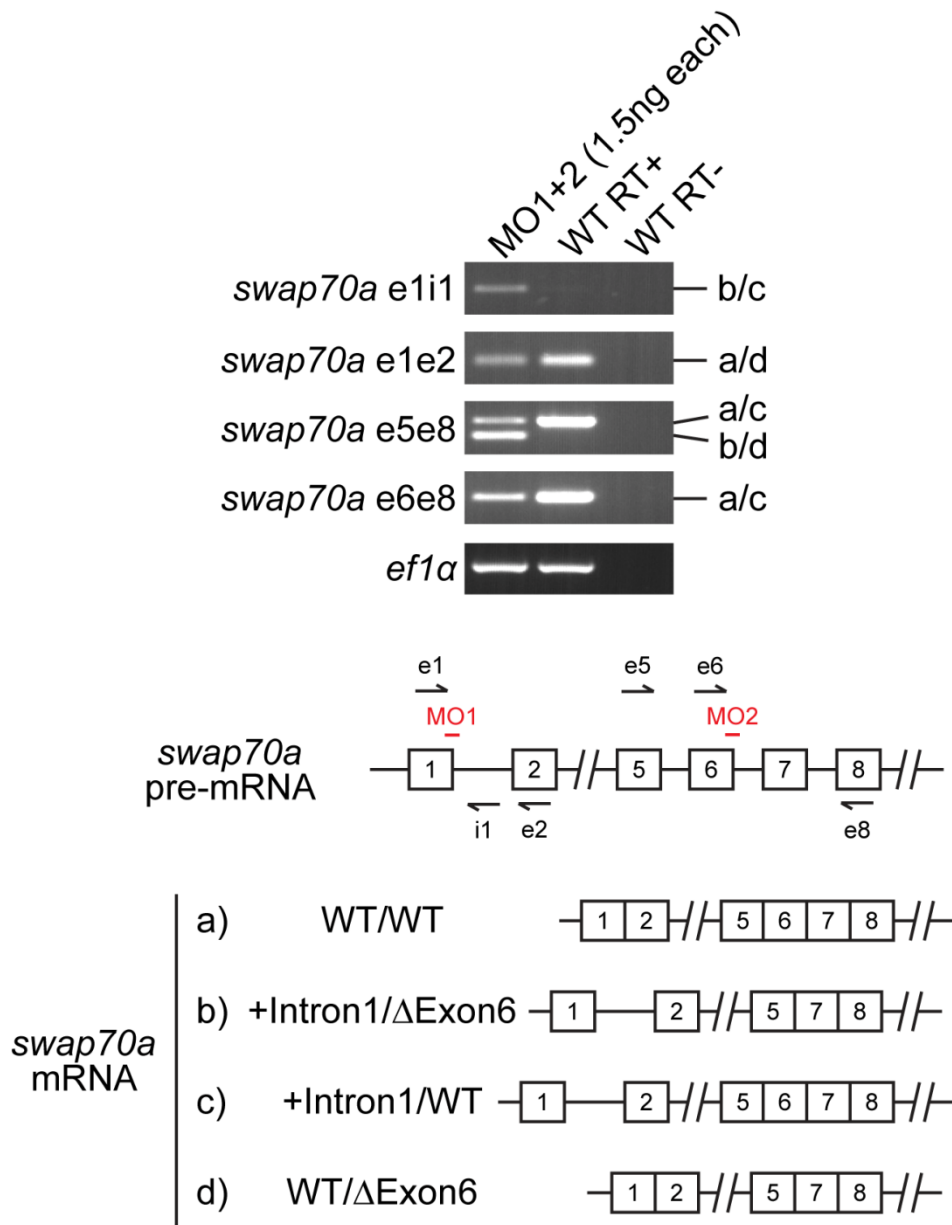 MO1+2 (1.5ng each)
WT RT+
WT RT-
swap70a e1i1
b/c
swap70a e1e2
a/d
swap70a e5e8
a/c
b/d
swap70a e6e8
a/c
ef1α
e1
e5
e6
MO1
MO2
swap70a
pre-mRNA
1 2 5 6 7 8
i1
e2
e8
swap70a
mRNA
a) WT/WT 1 2 5 6 7 8
b) +Intron1/ΔExon6 1 2 5 7 8
c) +Intron1/WT 1 2 5 6 7 8
d) WT/ΔExon6 1 2 5 7 8